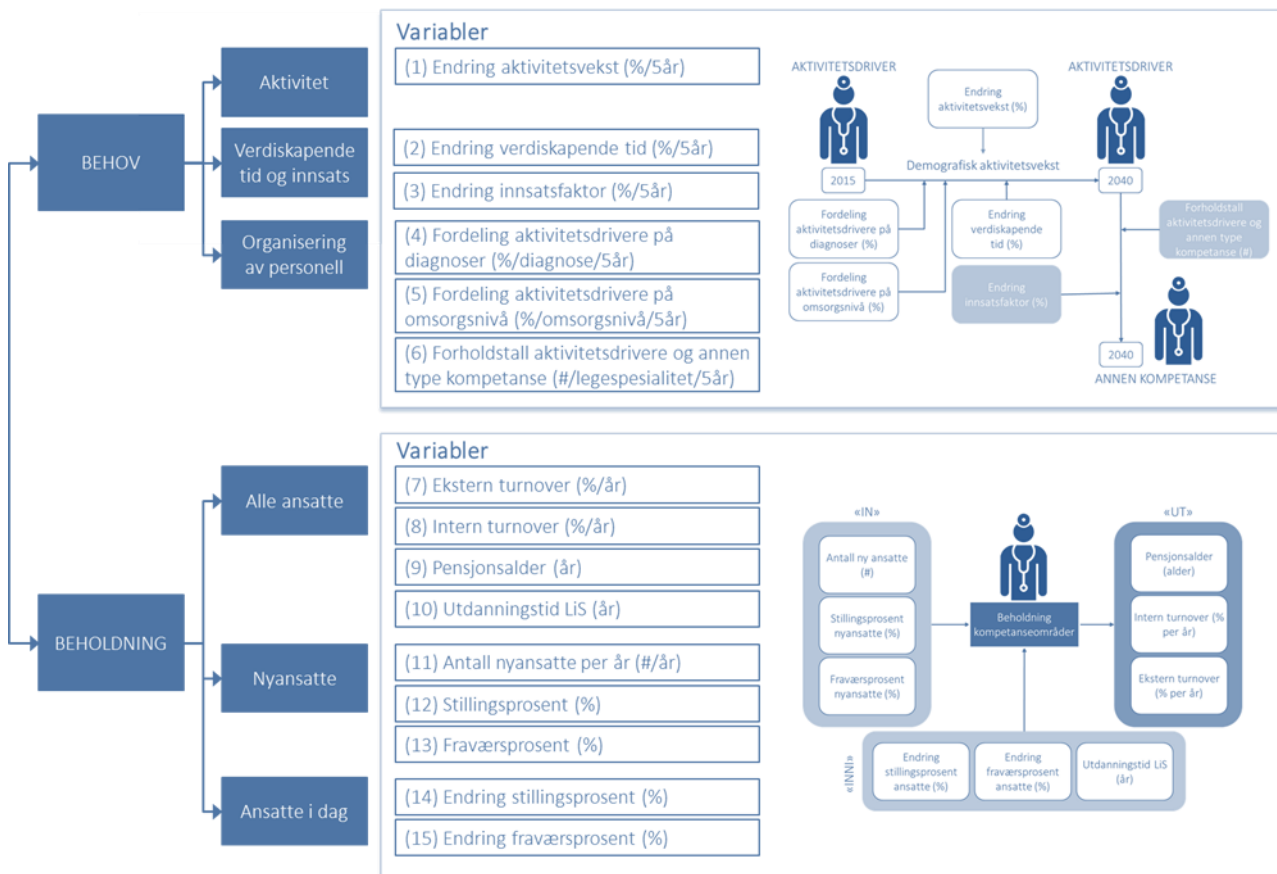 BEHOV
Aktivitet
Verdiskapende
tid og innsats
Organisering
av personell
Variabler
(1) Endring aktivitetsvekst (%/5år)
(2) Endring verdiskapende tid (%/5år)
(3) Endring innsatsfaktor (%/5år)
(4) Fordeling aktivitetsdrivere på
diagnoser (%/diagnose/5år)
(5) Fordeling aktivitetsdrivere på
omsorgsnivå (%/omsorgsnivå/5år)
(6) Forholdstall aktivitetsdrivere og annen
type kompetanse (#/legespesialitet/5år)
AKTIVITETSDRIVER
AKTIVITETSDRIVER
Endring
aktivitetsvekst (%)
Demografisk aktivitetsvekst
2015
2040
Fordeling
aktivitetsdrivere på
diagnoser (%)
Endring
verdiskapende
tid (%)
Forholdstall
aktivitetsdrivere og
annen type
kompetanse (#)
Fordeling
aktivitetsdrivere på
omsorgsnivå (%)
Endring
innsatsfaktor (%)
2040
ANNEN KOMPETANSE
BEHOLDNING
Alle ansatte
Nyansatte
Ansatte i dag
Variabler
(7) Ekstern turnover (%/år)
(8) Intern turnover (%/år)
(9) Pensjonsalder (år)
(10) Utdanningstid LiS (år)
(11) Antall nyansatte per år (#/år)
(12) Stillingsprosent (%)
(13) Fraværsprosent (%)
(14) Endring stillingsprosent (%)
(15) Endring fraværsprosent (%)
«IN»
Antall ny ansatte
(#)
Stillingsprosent
nyansatte (%)
Fraværsprosent
nyansatte (%)
Beholdning
kompetanseområder
«UT»
Pensjonsalder
(alder)
Intern turnover (%
per år)
Ekstern turnover
(% per år)
«INNI»
Endring
stillingsprosent
ansatte (%)
Endring
fraværsprosent
ansatte (%)
Utdanningstid LiS
(år)